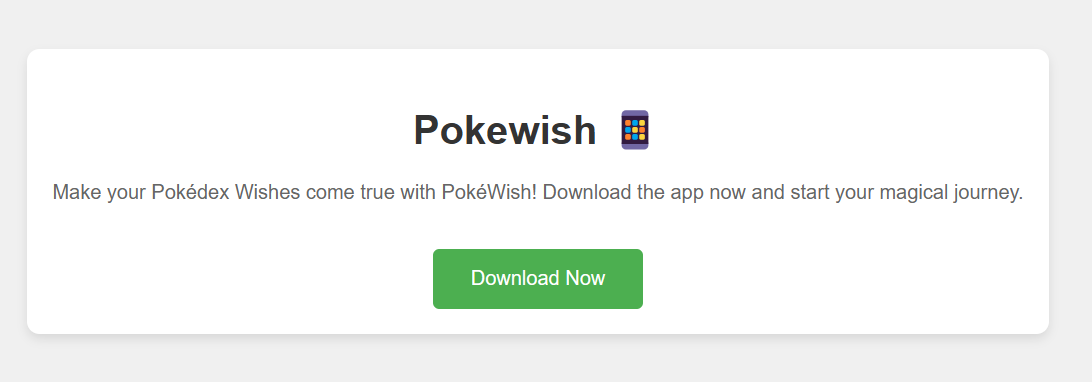 Pokewish 📱
Make your Pokédex Wishes come true with PokéWish! Download the app now and start your magical journey.
Download Now